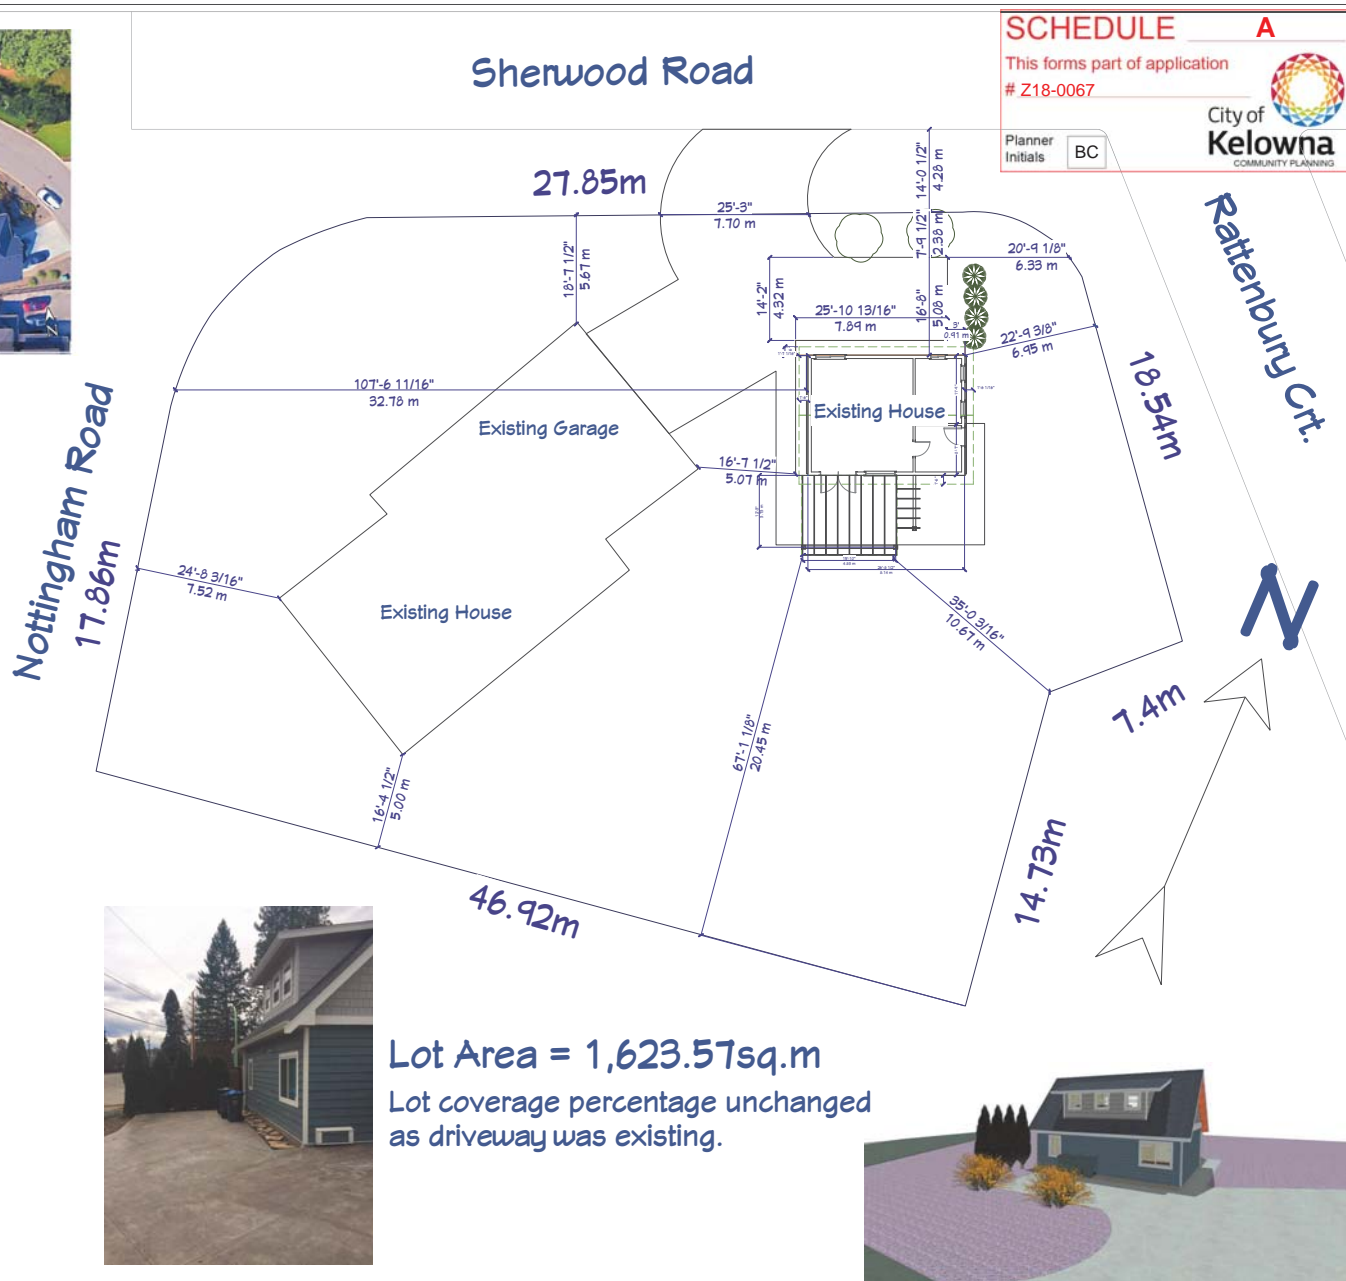 SCHEDULE A
This forms part of application
# Z18-0067
City of
Kelowna
COMMUNITY PLANNING
Planner
Initials
BC
Sherwood Road
27.85m
25'-3"
7.70 m
14'-0 1/2"
4.28 m
7'-9 1/2"
2.38 m
18'-7 1/2"
5.67 m
20'-9 1/8"
6.33 m
14'-2"
4.32 m
16'-8"
5.08 m
25'-10 13/16"
7.89 m
3'
0.91 m
22'-9 3/8"
6.95 m
Rattenbury Crt.
18.54m
107'-6 11/16"
32.78 m
Existing Garage
Existing House
16'-7 1/2"
5.07 m
Nottingham Road
17.86m
24'-8 3/16"
7.52 m
Existing House
35'-0 3/16"
10.67 m
N
7.4m
67'-1 1/8"
20.45 m
16'-4 1/2"
5.00 m
14.73m
46.92m
Lot Area = 1,623.57sq.m
Lot coverage percentage unchanged
as driveway was existing.